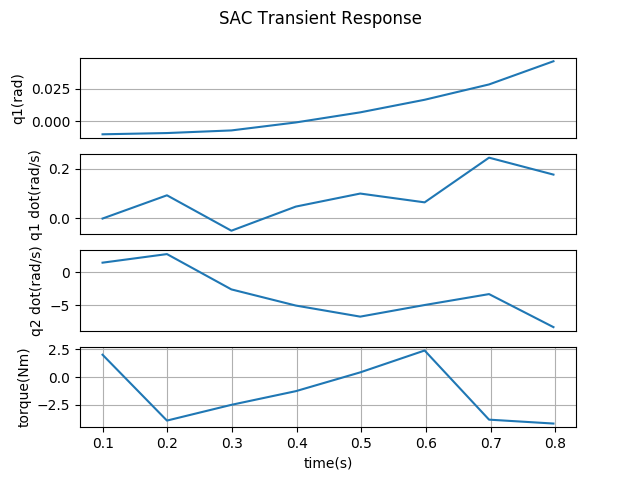 SAC Transient Response
q1(rad)
0.025
0.000
q1 dot(rad/s)
0.2
0.0
q2 dot(rad/s)
0
−5
torque(Nm)
2.5
0.0
−2.5
0.1 0.2 0.3 0.4 0.5 0.6 0.7 0.8
time(s)